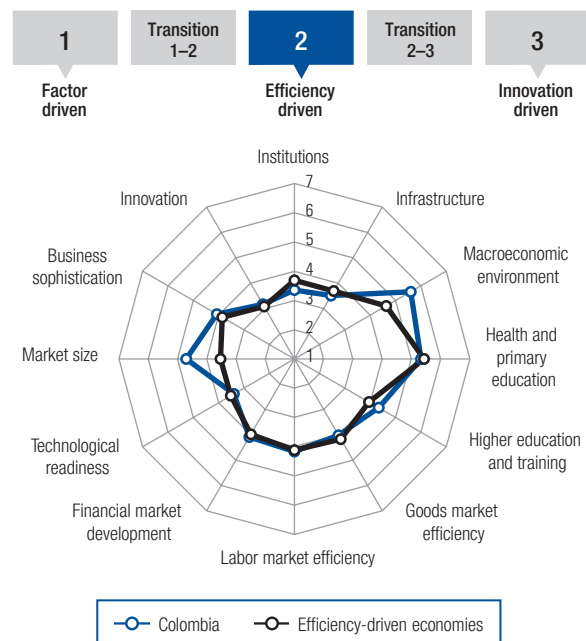 1
Transition
1–2
2
Transition
2–3
3
Factor
driven
Efficiency
driven
Innovation
driven
Institutions
Infrastructure
Macroeconomic
environment
Health and
primary
education
Higher education
and training
Goods market
efficiency
Labor market efficiency
Financial market
development
Technological
readiness
Market size
Business
sophistication
Innovation
7
6
5
4
3
2
1
Colombia
Efficiency-driven economies